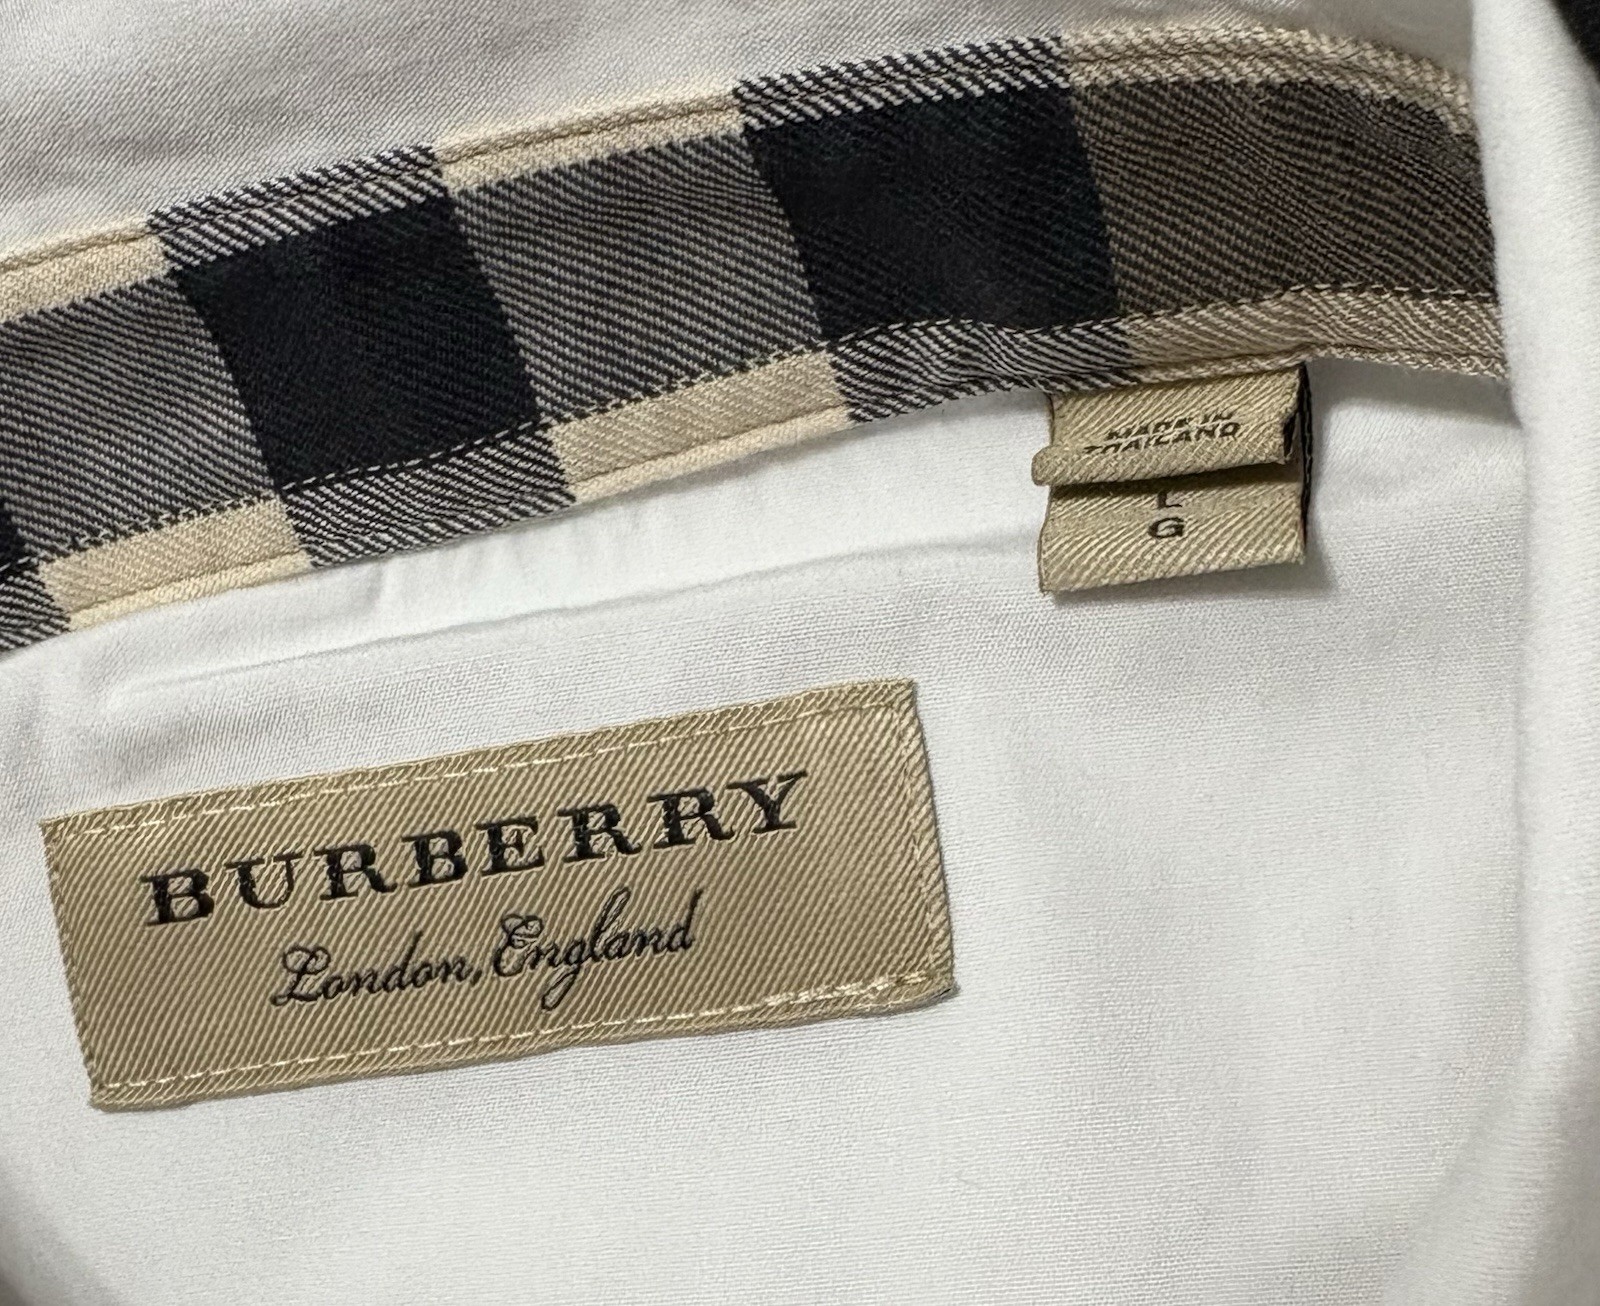 MADE IN
THAILAND
L
G
BURBERRY
London, England